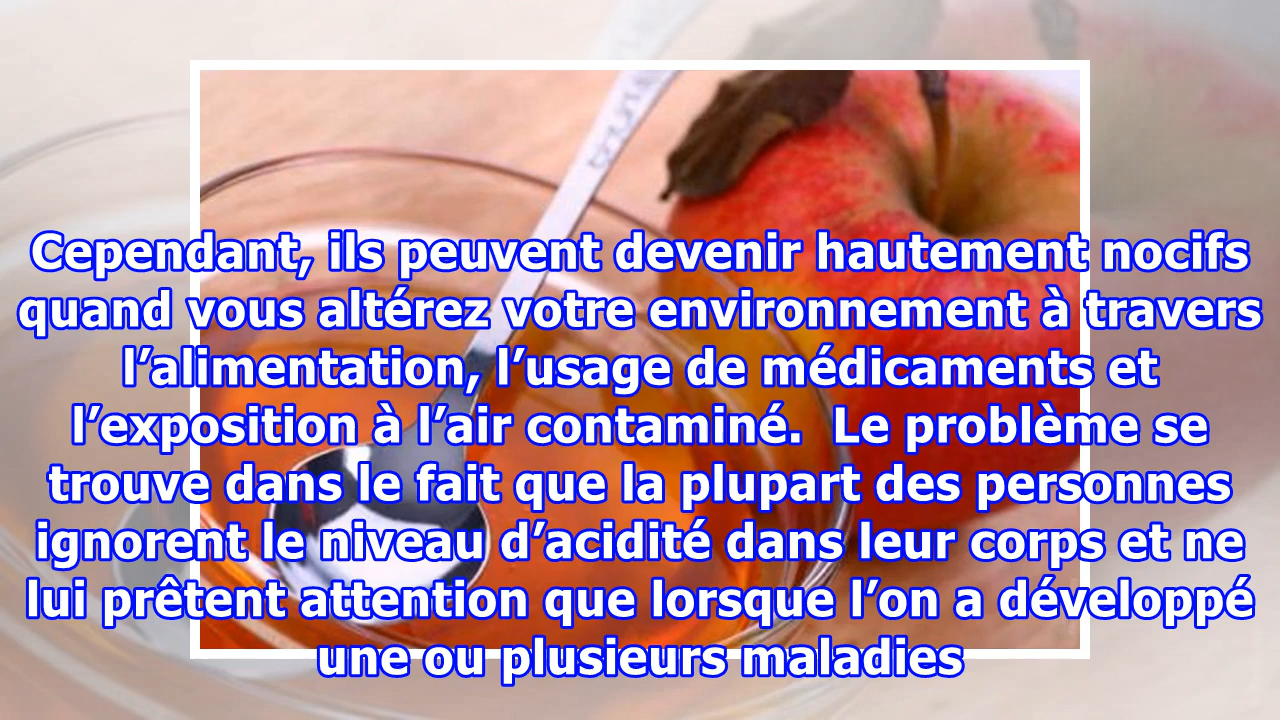 Cependant, ils peuvent devenir hautement nocifs
quand vous altérez votre environnement à travers
l’alimentation, l’usage de médicaments et
l’exposition à l’air contaminé.  Le problème se
trouve dans le fait que la plupart des personnes
ignorent le niveau d’acidité dans leur corps et ne
lui prêtent attention que lorsque l’on a développé
une ou plusieurs maladies